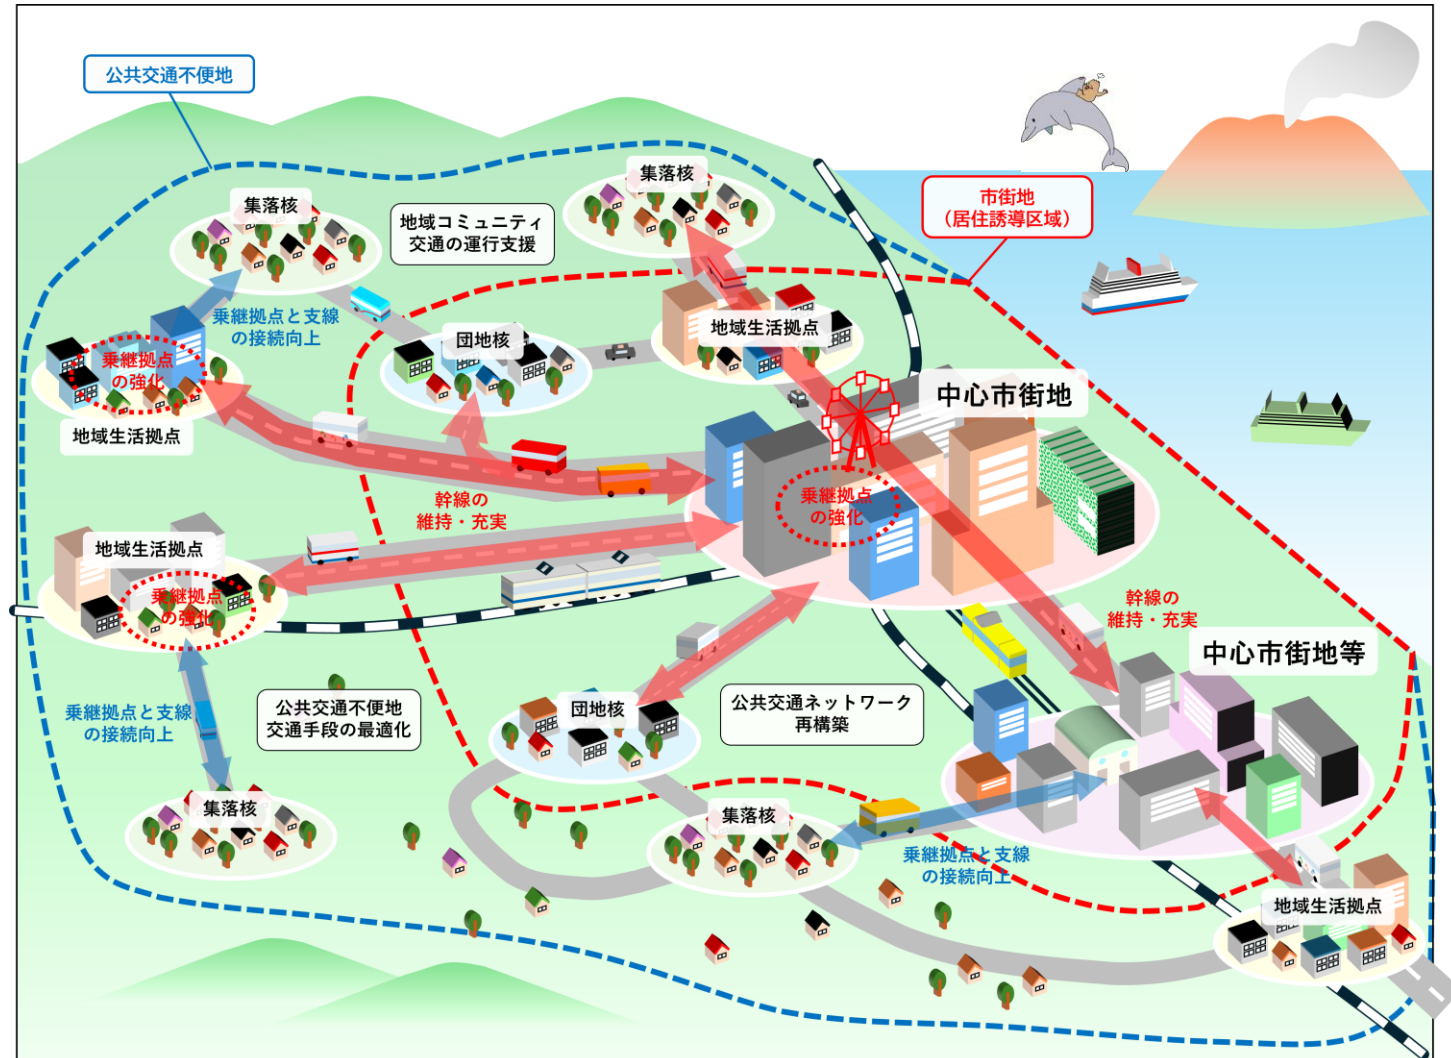 公共交通不便地
集落核
集落核
地域コミュニティ
交通の運行支援
市街地
（居住誘導区域）
乗継拠点と支線
の接続向上
団地核
地域生活拠点
乗継拠点
の強化
地域生活拠点
中心市街地
幹線の
維持・充実
乗継拠点
の強化
地域生活拠点
乗継拠点
の強化
幹線の
維持・充実
中心市街地等
乗継拠点と支線
の接続向上
公共交通不便地
交通手段の最適化
団地核
公共交通ネットワーク
再構築
集落核
集落核
乗継拠点と支線
の接続向上
地域生活拠点